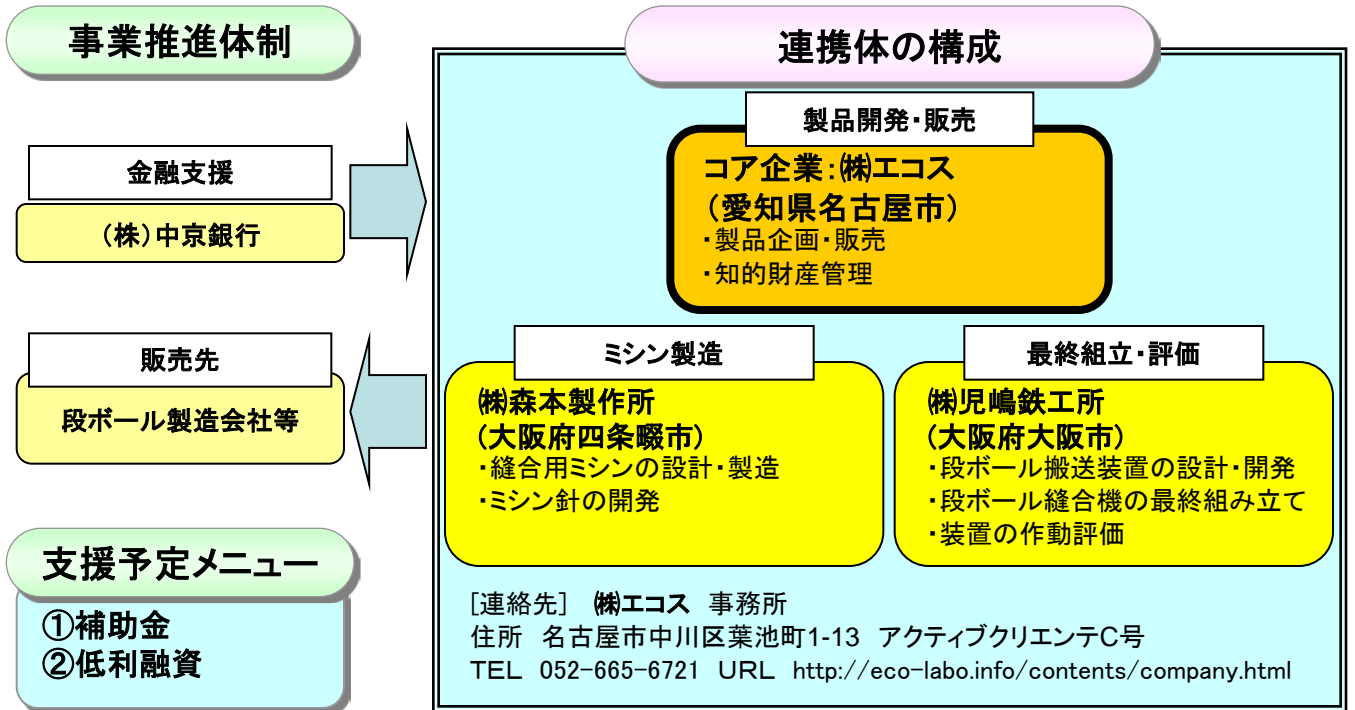 事業推進体制
金融支援
(株)中京銀行
販売先
段ボール製造会社等
支援予定メニュー
①補助金
②低利融資
連携体の構成
製品開発・販売
コア企業:㈱エコス
(愛知県名古屋市)
・製品企画・販売
・知的財産管理
ミシン製造
㈱森本製作所
(大阪府四条畷市)
・縫合用ミシンの設計・製造
・ミシン針の開発
最終組立・評価
㈱児嶋鉄工所
(大阪府大阪市)
・段ボール搬送装置の設計・開発
・段ボール縫合機の最終組み立て
・装置の作動評価
[連絡先] ㈱エコス 事務所
住所 名古屋市中川区葉池町1-13 アクティブクリエンテC号
TEL 052-665-6721 URL http://eco-labo.info/contents/company.html